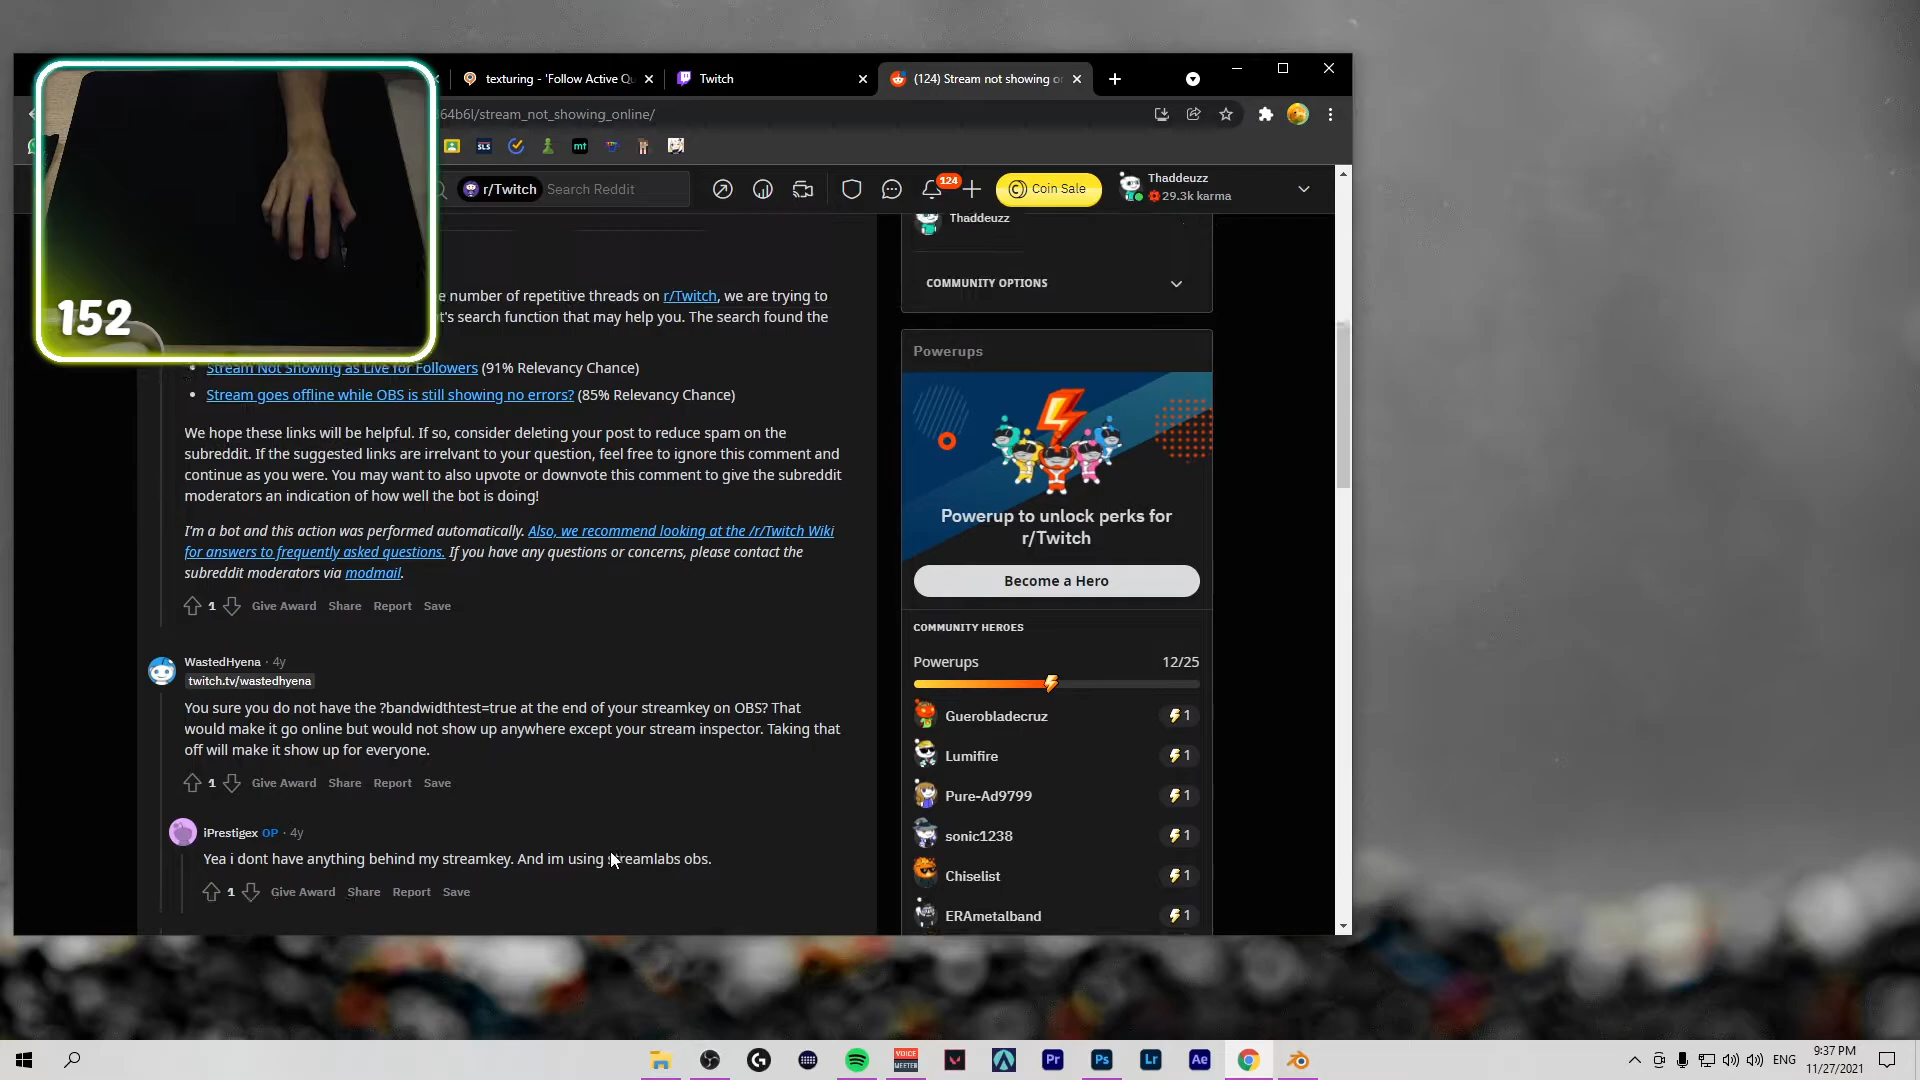 texturing - 'Follow Active Qu
Twitch
(124) Stream not showing o
64b6l/stream_not_showing_online/
SLS
mt
r/Twitch
Search Reddit
124
Coin Sale
Thaddeuzz
29.3k karma
152
e number of repetitive threads on r/Twitch, we are trying to
t's search function that may help you. The search found the
Stream Not Showing as Live for Followers (91% Relevancy Chance)
Stream goes offline while OBS is still showing no errors? (85% Relevancy Chance)
We hope these links will be helpful. If so, consider deleting your post to reduce spam on the
subreddit. If the suggested links are irrelvant to your question, feel free to ignore this comment and
continue as you were. You may want to also upvote or downvote this comment to give the subreddit
moderators an indication of how well the bot is doing!
I'm a bot and this action was performed automatically. Also, we recommend looking at the /r/Twitch Wiki
for answers to frequently asked questions. If you have any questions or concerns, please contact the
subreddit moderators via modmail.
1 Give Award Share Report Save
WastedHyena · 4y
twitch.tv/wastedhyena
You sure you do not have the ?bandwidthtest=true at the end of your streamkey on OBS? That
would make it go online but would not show up anywhere except your stream inspector. Taking that
off will make it show up for everyone.
1 Give Award Share Report Save
iPrestigex OP · 4y
Yea i dont have anything behind my streamkey. And im using streamlabs obs.
1 Give Award Share Report Save
Thaddeuzz
COMMUNITY OPTIONS
Powerups
Powerup to unlock perks for
r/Twitch
Become a Hero
COMMUNITY HEROES
Powerups 12/25
Guerobladecruz 1
Lumifire 1
Pure-Ad9799 1
sonic1238 1
Chiselist 1
ERAmetalband 1
VOICE
MEETER
Pr
Ps
Lr
Ae
ENG
9:37 PM
11/27/2021